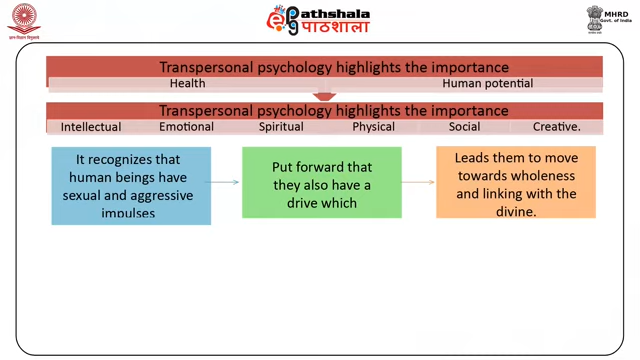 ePathshala
पाठशाला
MHRD
Govt. of India
Transpersonal psychology highlights the importance
Health Human potential
Transpersonal psychology highlights the importance
Intellectual Emotional Spiritual Physical Social Creative.
It recognizes that
human beings have
sexual and aggressive
impulses
Put forward that
they also have a
drive which
Leads them to move
towards wholeness
and linking with the
divine.